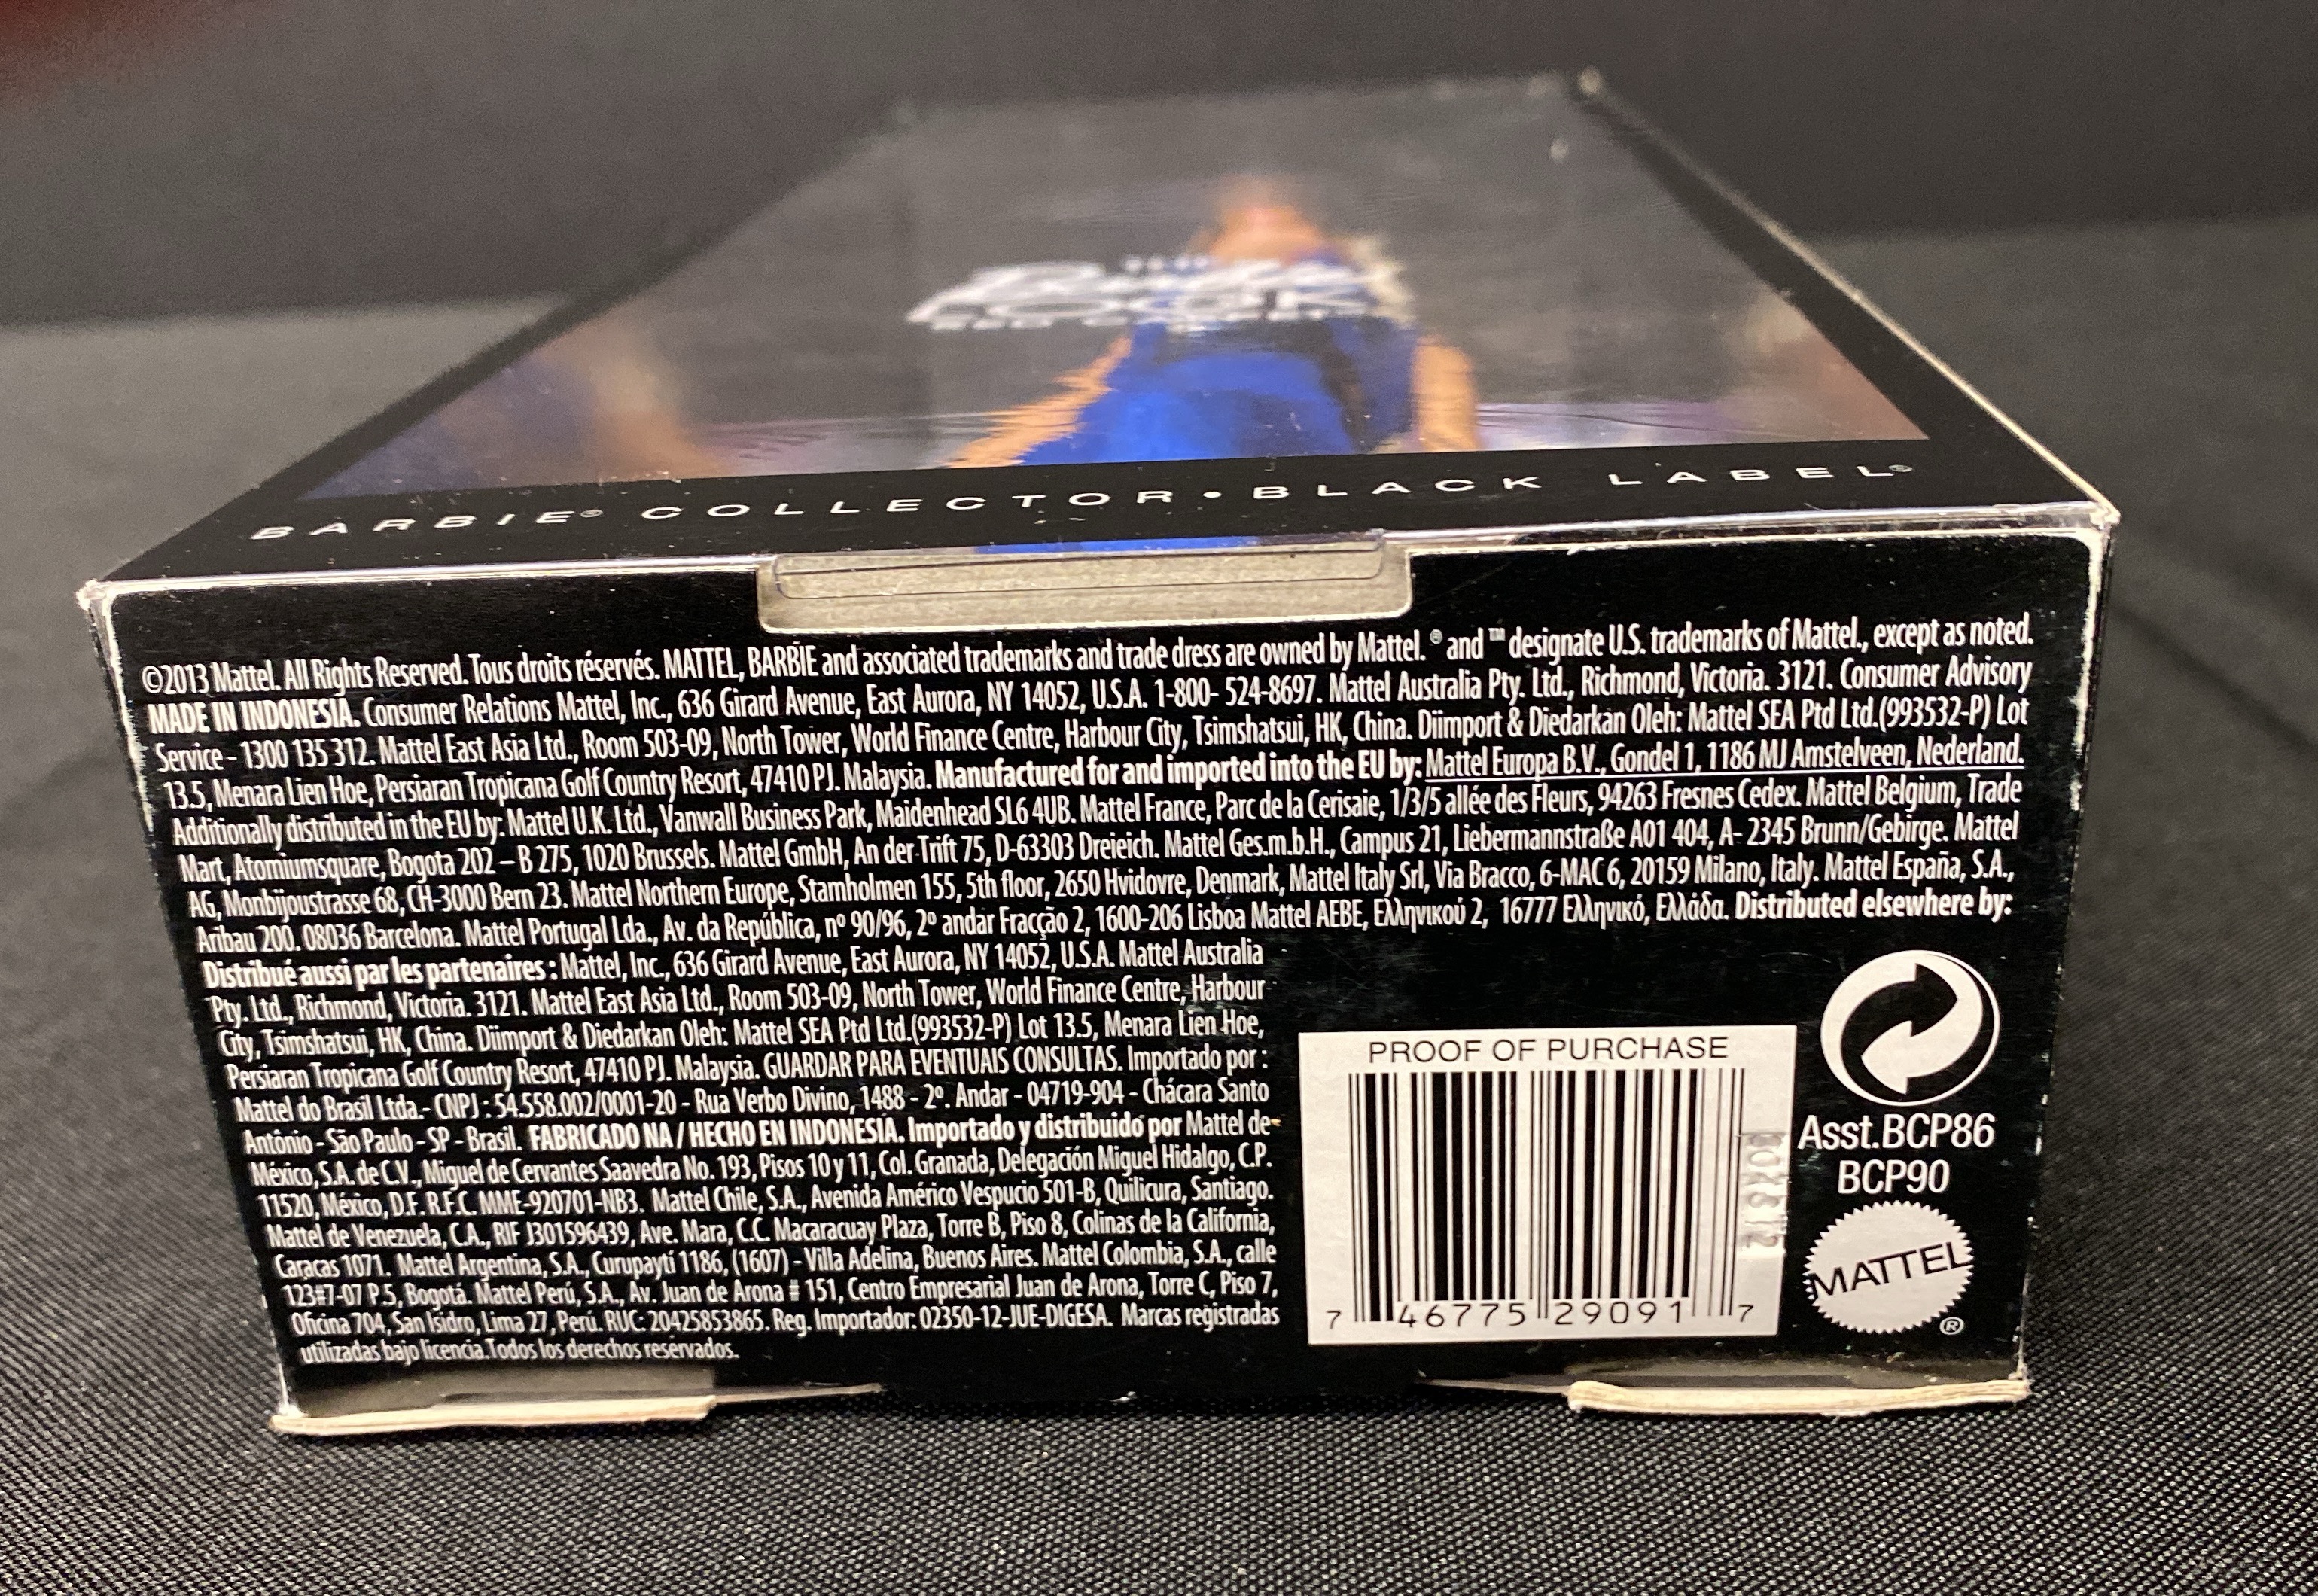 BARBIE® COLLECTOR • BLACK LABEL®
©2013 Mattel. All Rights Reserved. Tous droits réservés. MATTEL, BARBIE and associated trademarks and trade dress are owned by Mattel. ® and ™ designate U.S. trademarks of Mattel., except as noted.
MADE IN INDONESIA. Consumer Relations Mattel, Inc., 636 Girard Avenue, East Aurora, NY 14052, U.S.A. 1-800- 524-8697. Mattel Australia Pty. Ltd., Richmond, Victoria. 3121. Consumer Advisory
Service - 1300 135 312. Mattel East Asia Ltd., Room 503-09, North Tower, World Finance Centre, Harbour City, Tsimshatsui, HK, China. Diimport & Diedarkan Oleh: Mattel SEA Ptd Ltd.(993532-P) Lot
13.5, Menara Lien Hoe, Persiaran Tropicana Golf Country Resort, 47410 PJ. Malaysia. Manufactured for and imported into the EU by: Mattel Europa B.V., Gondel 1, 1186 MJ Amstelveen, Nederland.
Additionally distributed in the EU by: Mattel U.K. Ltd., Vanwall Business Park, Maidenhead SL6 4UB. Mattel France, Parc de la Cerisaie, 1/3/5 allée des Fleurs, 94263 Fresnes Cedex. Mattel Belgium, Trade
Mart, Atomiumsquare, Bogota 202 – B 275, 1020 Brussels. Mattel GmbH, An der Trift 75, D-63303 Dreieich. Mattel Ges.m.b.H., Campus 21, Liebermannstraße A01 404, A- 2345 Brunn/Gebirge. Mattel
AG, Monbijoustrasse 68, CH-3000 Bern 23. Mattel Northern Europe, Stamholmen 155, 5th floor, 2650 Hvidovre, Denmark, Mattel Italy Srl, Via Bracco, 6-MAC 6, 20159 Milano, Italy. Mattel España, S.A.,
Aribau 200. 08036 Barcelona. Mattel Portugal Lda., Av. da República, nº 90/96, 2º andar Fracção 2, 1600-206 Lisboa Mattel AEBE, Ελληνικού 2, 16777 Ελληνικό, Ελλάδα. Distributed elsewhere by:
Distribué aussi par les partenaires : Mattel, Inc., 636 Girard Avenue, East Aurora, NY 14052, U.S.A. Mattel Australia
Pty. Ltd., Richmond, Victoria. 3121. Mattel East Asia Ltd., Room 503-09, North Tower, World Finance Centre, Harbour
City, Tsimshatsui, HK, China. Diimport & Diedarkan Oleh: Mattel SEA Ptd Ltd.(993532-P) Lot 13.5, Menara Lien Hoe,
Persiaran Tropicana Golf Country Resort, 47410 PJ. Malaysia. GUARDAR PARA EVENTUAIS CONSULTAS. Importado por :
Mattel do Brasil Ltda.- CNPJ : 54.558.002/0001-20 - Rua Verbo Divino, 1488 - 2º. Andar - 04719-904 - Chácara Santo
Antônio - São Paulo - SP - Brasil. FABRICADO NA / HECHO EN INDONESIA. Importado y distribuido por Mattel de
México, S.A. de C.V., Miguel de Cervantes Saavedra No. 193, Pisos 10 y 11, Col. Granada, Delegación Miguel Hidalgo, C.P.
11520, México, D.F. R.F.C. MME-920701-NB3. Mattel Chile, S.A., Avenida Américo Vespucio 501-B, Quilicura, Santiago.
Mattel de Venezuela, C.A., RIF J301596439, Ave. Mara, C.C. Macaracuay Plaza, Torre B, Piso 8, Colinas de la California,
Caracas 1071. Mattel Argentina, S.A., Curupaytí 1186, (1607) - Villa Adelina, Buenos Aires. Mattel Colombia, S.A., calle
123#7-07 P.5, Bogotá. Mattel Perú, S.A., Av. Juan de Arona # 151, Centro Empresarial Juan de Arona, Torre C, Piso 7,
Oficina 704, San Isidro, Lima 27, Perú. RUC: 20425853865. Reg. Importador: 02350-12-JUE-DIGESA. Marcas registradas
utilizadas bajo licencia.Todos los derechos reservados.
PROOF OF PURCHASE
7 46775 29091 7
Asst.BCP86
BCP90
MATTEL
®